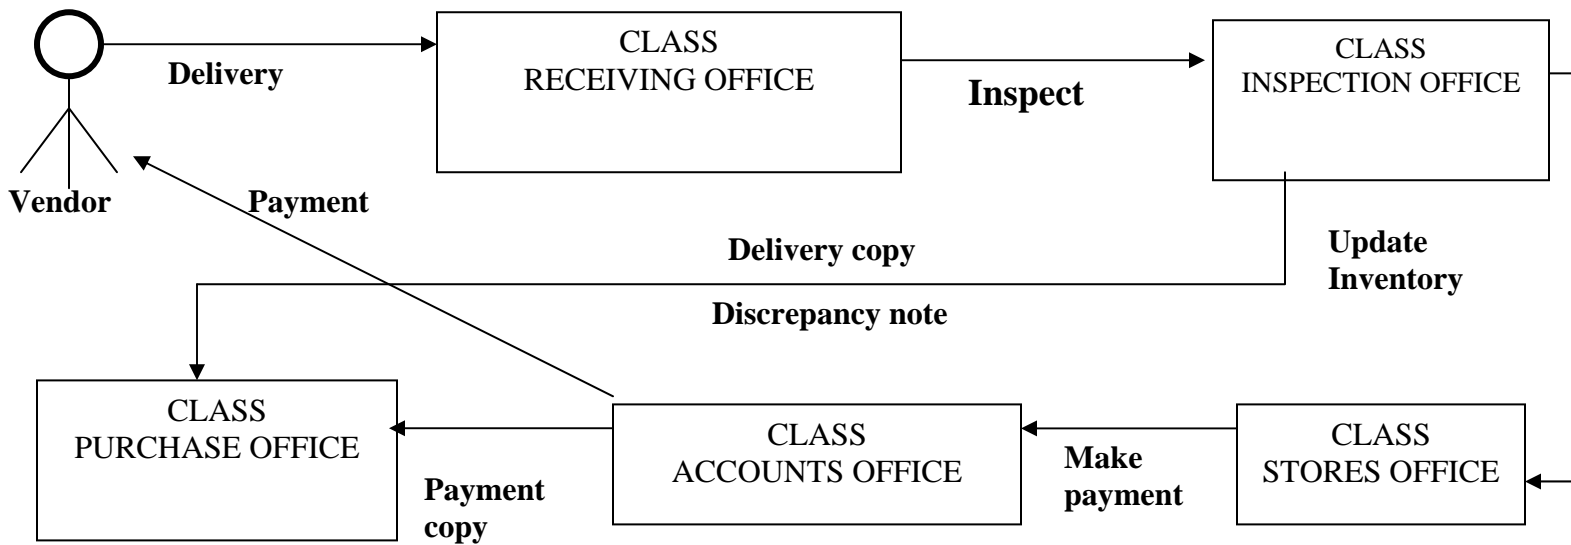 CLASS
RECEIVING OFFICE
CLASS
INSPECTION OFFICE
Delivery
Inspect
Vendor
Payment
Delivery copy
Update
Inventory
Discrepancy note
CLASS
PURCHASE OFFICE
CLASS
ACCOUNTS OFFICE
CLASS
STORES OFFICE
Make
payment
Payment
copy